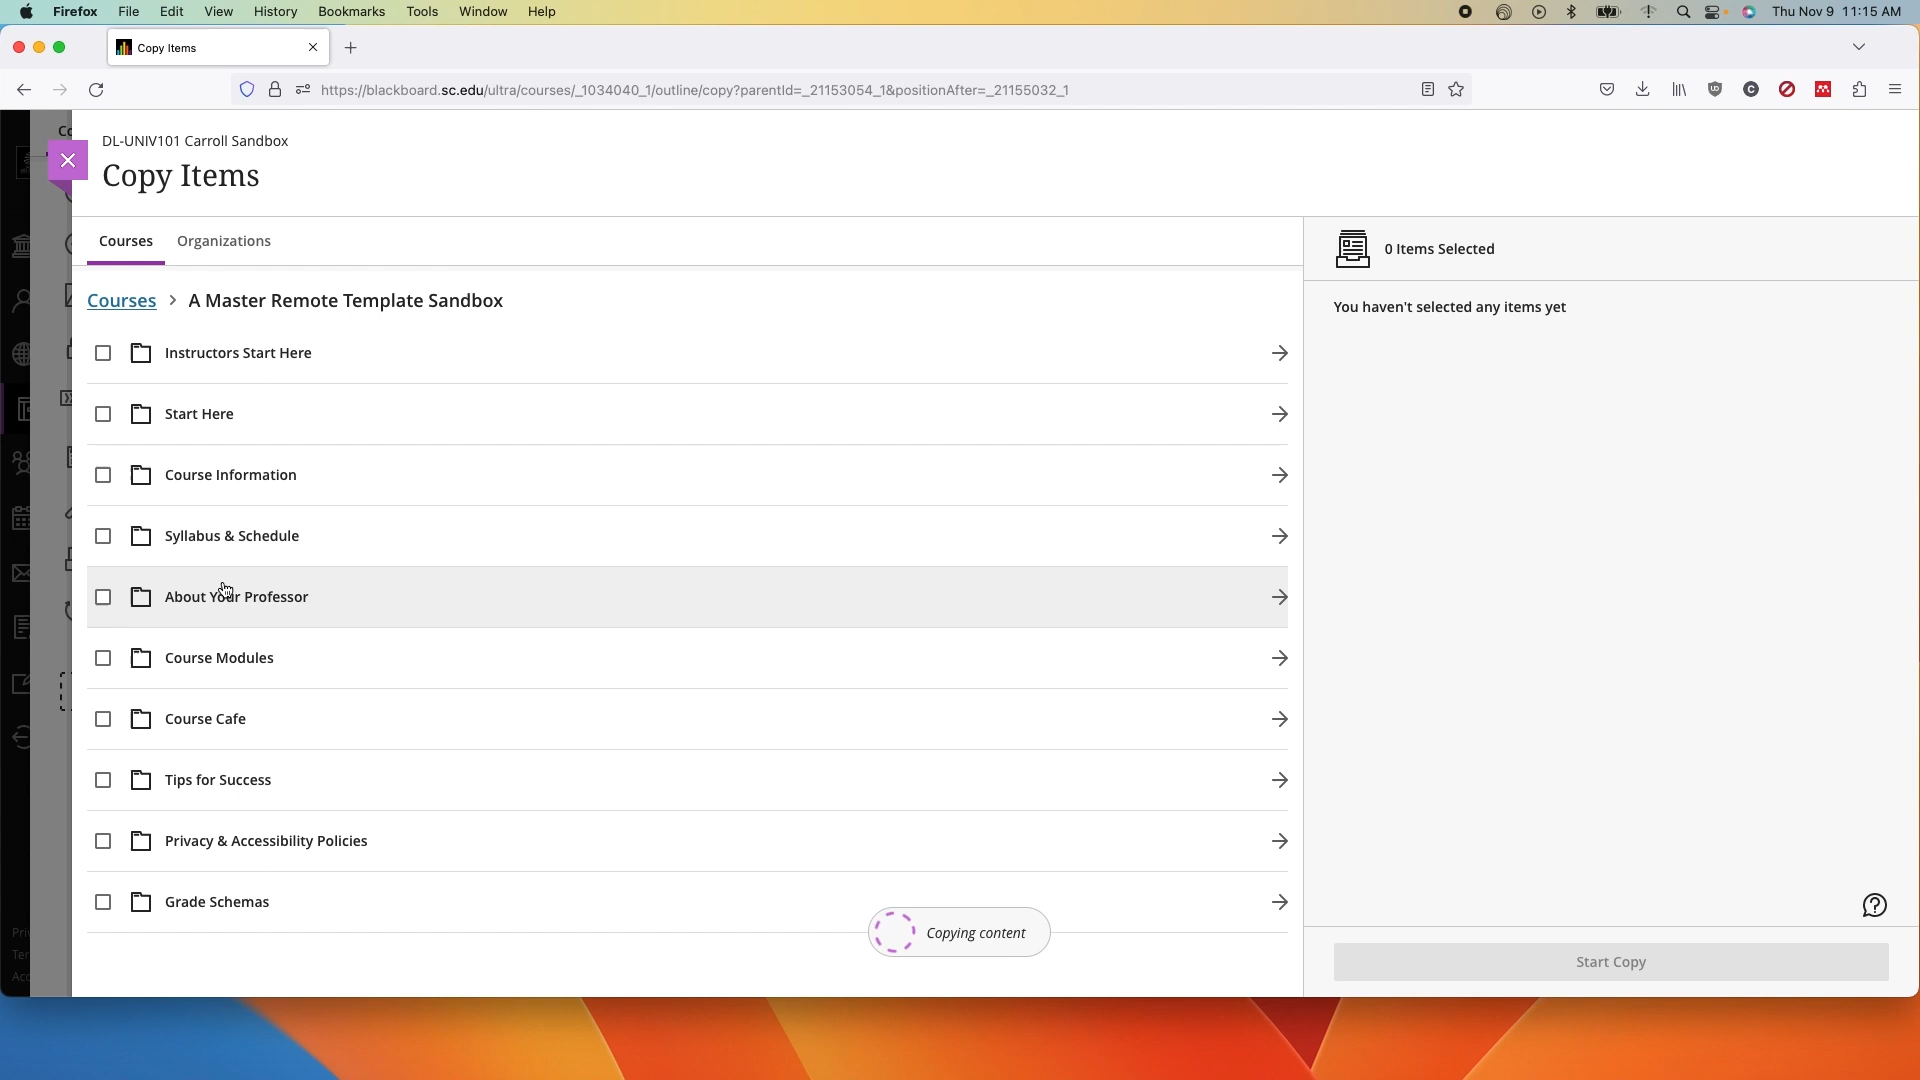 Firefox File Edit View History Bookmarks Tools Window Help Thu Nov 9 11:15 AM
Copy Items
https://blackboard.sc.edu/ultra/courses/_1034040_1/outline/copy?parentId=_21153054_1&positionAfter=_21155032_1
DL-UNIV101 Carroll Sandbox
Copy Items
Courses Organizations
0 Items Selected
Courses > A Master Remote Template Sandbox
You haven't selected any items yet
Instructors Start Here
Start Here
Course Information
Syllabus & Schedule
About Your Professor
Course Modules
Course Cafe
Tips for Success
Privacy & Accessibility Policies
Grade Schemas
Copying content
Start Copy